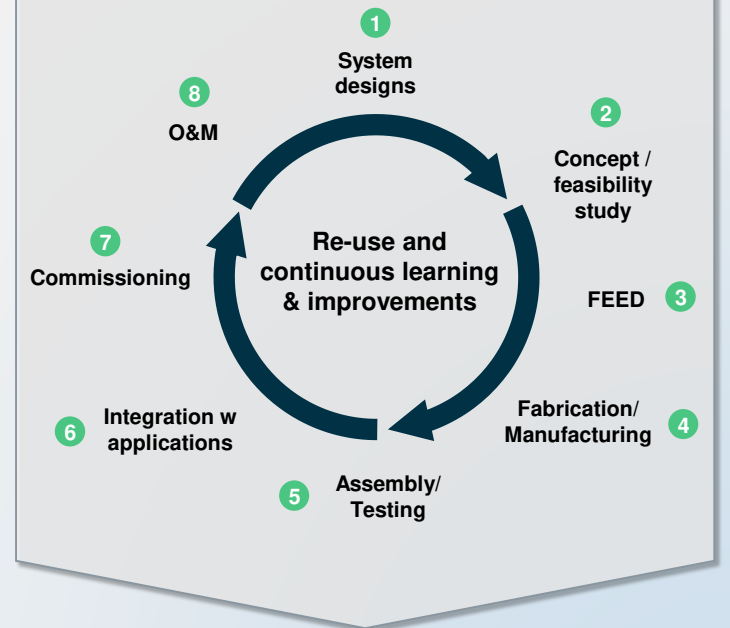 1
System
designs
2
Concept /
feasibility
study
FEED 3
Fabrication/
Manufacturing 4
5 Assembly/
Testing
6 Integration w
applications
7
Commissioning
8
O&M
Re-use and
continuous learning
& improvements